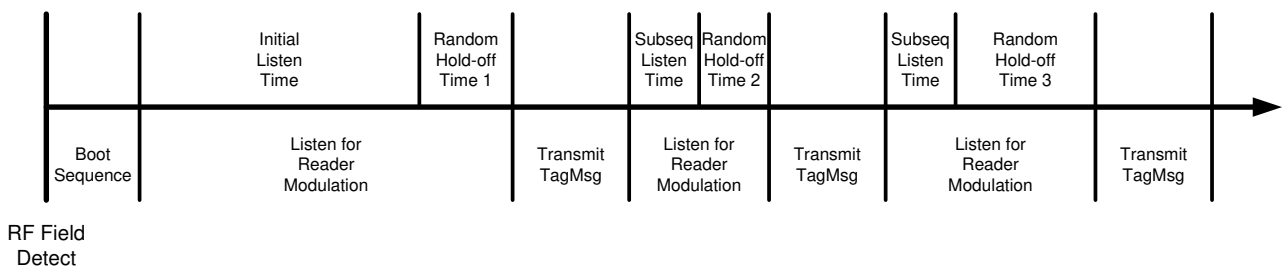 Initial
Listen
Time
Random
Hold-off
Time 1
Subseq
Listen
Time
Random
Hold-off
Time 2
Subseq
Listen
Time
Random
Hold-off
Time 3
Boot
Sequence
Listen for
Reader
Modulation
Transmit
TagMsg
Listen for
Reader
Modulation
Transmit
TagMsg
Listen for
Reader
Modulation
Transmit
TagMsg
RF Field
Detect